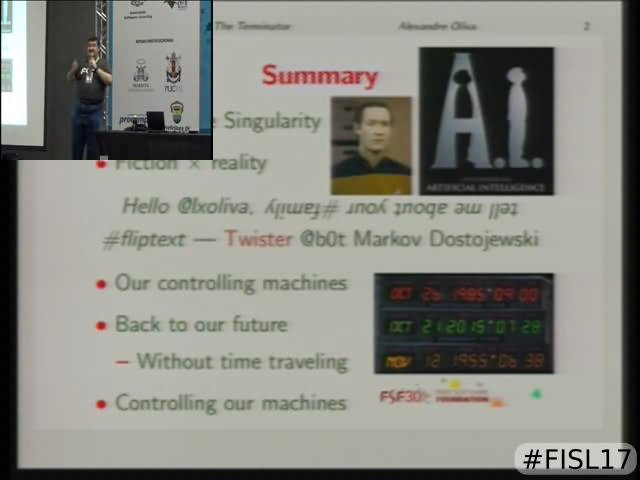 The Terminator Alexandre Oliva 2
Summary
Singularity
Fiction × reality
A.I.
ARTIFICIAL INTELLIGENCE
Hello @lxoliva, tell me about your #family
#fliptext — Twister @b0t Markov Dostojewski
Our controlling machines
Back to our future
– Without time traveling
Controlling our machines
OCT 26 1985 09:00
OCT 21 2015 07:28
NOV 12 1955 06:38
FSF30
FOUNDATION
PUCRS
#FISL17